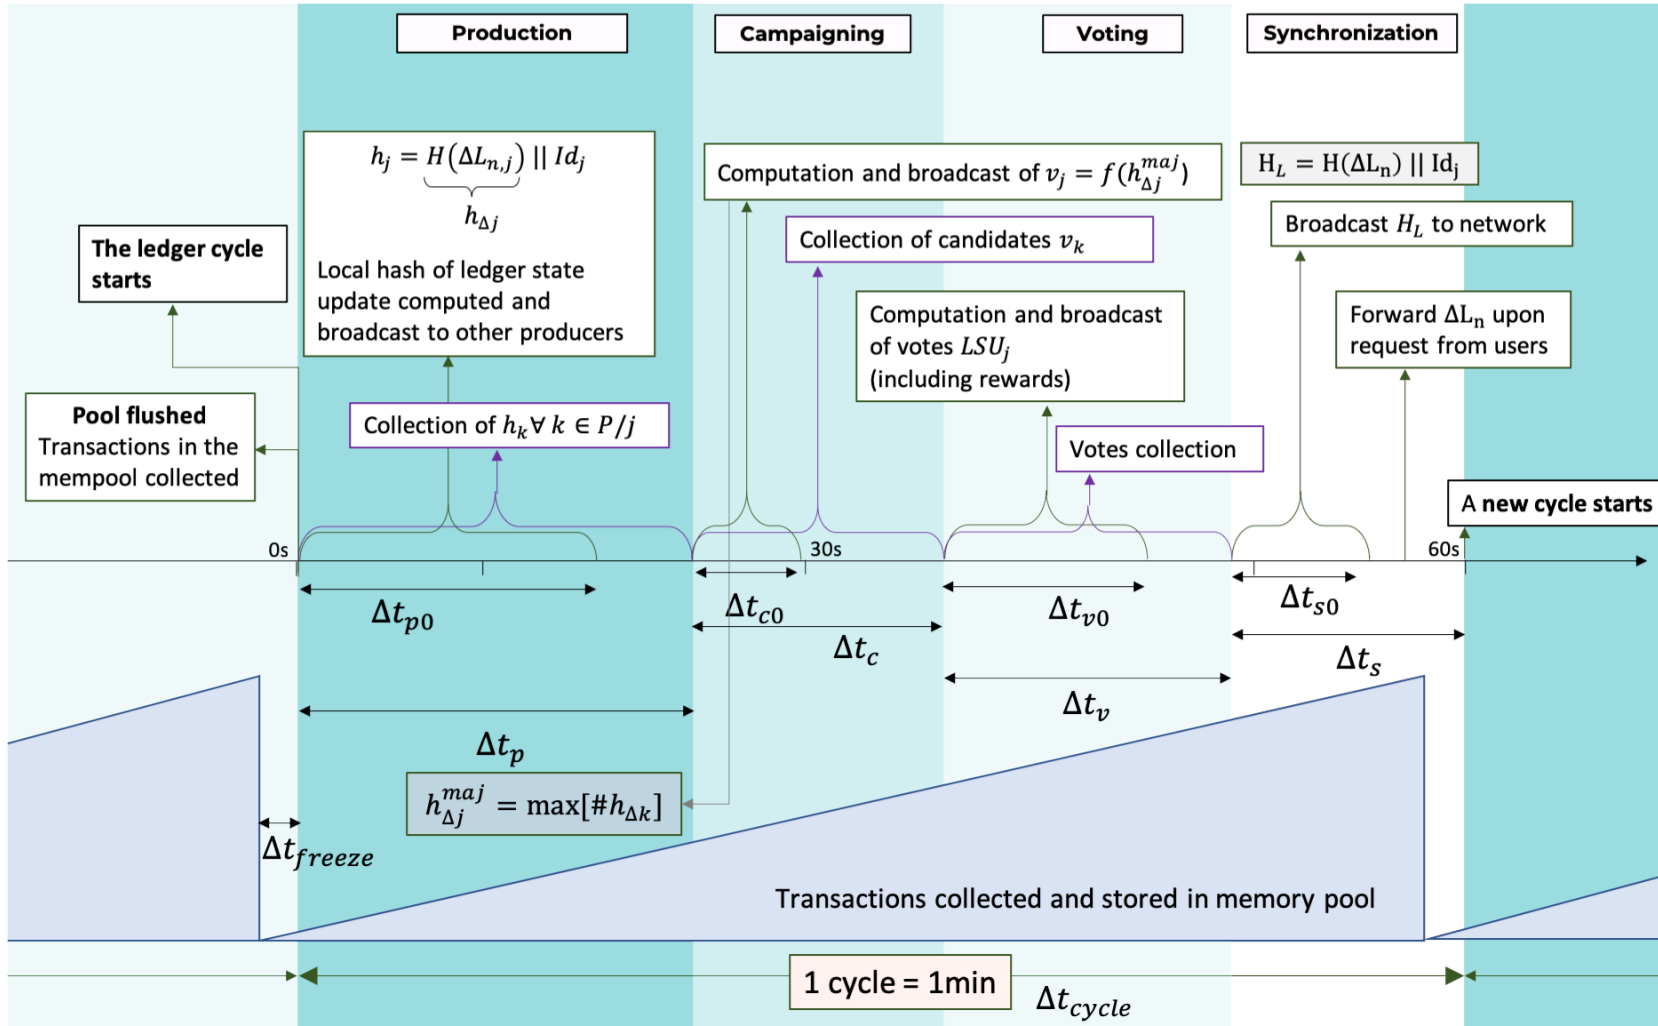 Production
Campaigning
Voting
Synchronization
h_j = H(ΔL_{n,j}) || Id_j
h_{Δj}
Local hash of ledger state
update computed and
broadcast to other producers
Computation and broadcast of v_j = f(h_{Δj}^{maj})
H_L = H(ΔL_n) || Id_j
Broadcast H_L to network
The ledger cycle
starts
Collection of candidates v_k
Computation and broadcast
of votes LSU_j
(including rewards)
Forward ΔL_n upon
request from users
Pool flushed
Transactions in the
mempool collected
Collection of h_k ∀ k ∈ P/j
Votes collection
A new cycle starts
0s
30s
60s
Δt_{p0}
Δt_{c0}
Δt_{v0}
Δt_{s0}
Δt_c
Δt_s
Δt_v
Δt_p
h_{Δj}^{maj} = max[#h_{Δk}]
Δt_{freeze}
Transactions collected and stored in memory pool
1 cycle = 1min
Δt_{cycle}